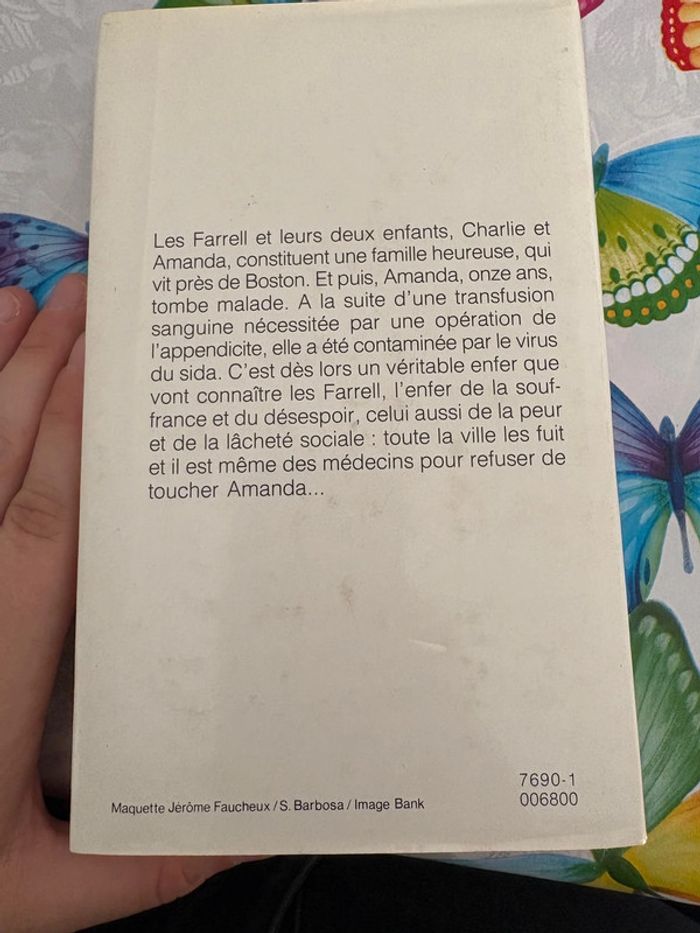 Les Farrell et leurs deux enfants, Charlie et
Amanda, constituent une famille heureuse, qui
vit près de Boston. Et puis, Amanda, onze ans,
tombe malade. A la suite d'une transfusion
sanguine nécessitée par une opération de
l'appendicite, elle a été contaminée par le virus
du sida. C'est dès lors un véritable enfer que
vont connaître les Farrell, l'enfer de la souf-
france et du désespoir, celui aussi de la peur
et de la lâcheté sociale : toute la ville les fuit
et il est même des médecins pour refuser de
toucher Amanda...
7690-1
006800
Maquette Jérôme Faucheux / S. Barbosa / Image Bank